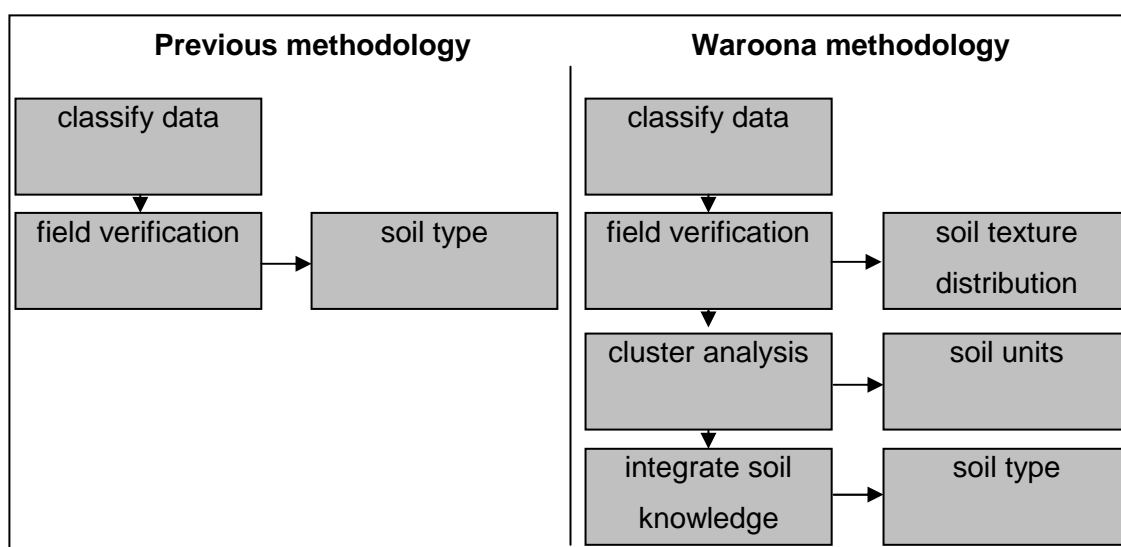 Previous methodology
classify data
field verification
soil type
Waroona methodology
classify data
field verification
soil texture
distribution
cluster analysis
soil units
integrate soil
knowledge
soil type